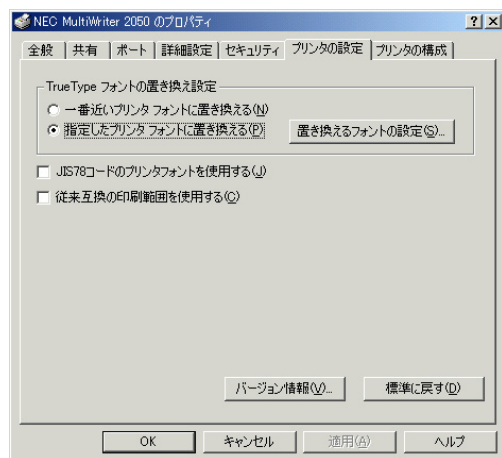 NEC MultiWriter 2050 のプロパティ
全般 共有 ポート 詳細設定 セキュリティ プリンタの設定 プリンタの構成
TrueType フォントの置き換え設定
一番近いプリンタ フォントに置き換える(N)
指定したプリンタ フォントに置き換える(P) 置き換えるフォントの設定(S)...
JIS78コードのプリンタフォントを使用する(J)
従来互換の印刷範囲を使用する(C)
バージョン情報(V)... 標準に戻す(D)
OK キャンセル 適用(A) ヘルプ